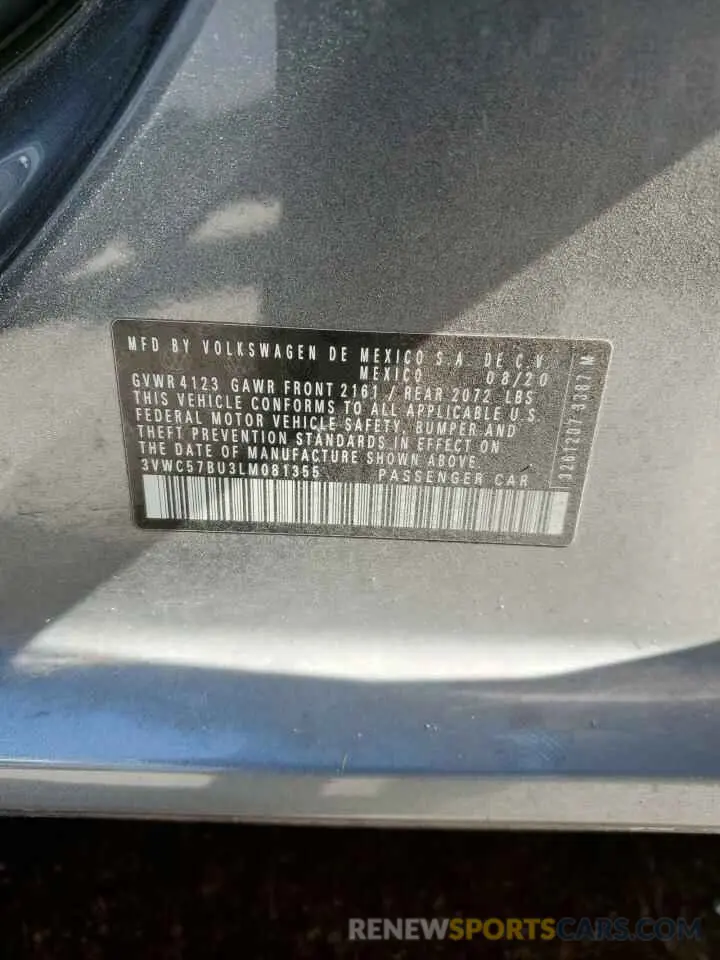 MFD BY VOLKSWAGEN DE MEXICO S.A. DE C.V.
MEXICO 08/20
GVWR 4123 GAWR FRONT 2161 / REAR 2072 LBS
THIS VEHICLE CONFORMS TO ALL APPLICABLE U.S.
FEDERAL MOTOR VEHICLE SAFETY, BUMPER AND
THEFT PREVENTION STANDARDS IN EFFECT ON
THE DATE OF MANUFACTURE SHOWN ABOVE.
3VWC57BU3LM081355 PASSENGER CAR
RENEWSPORTSCARS.COM